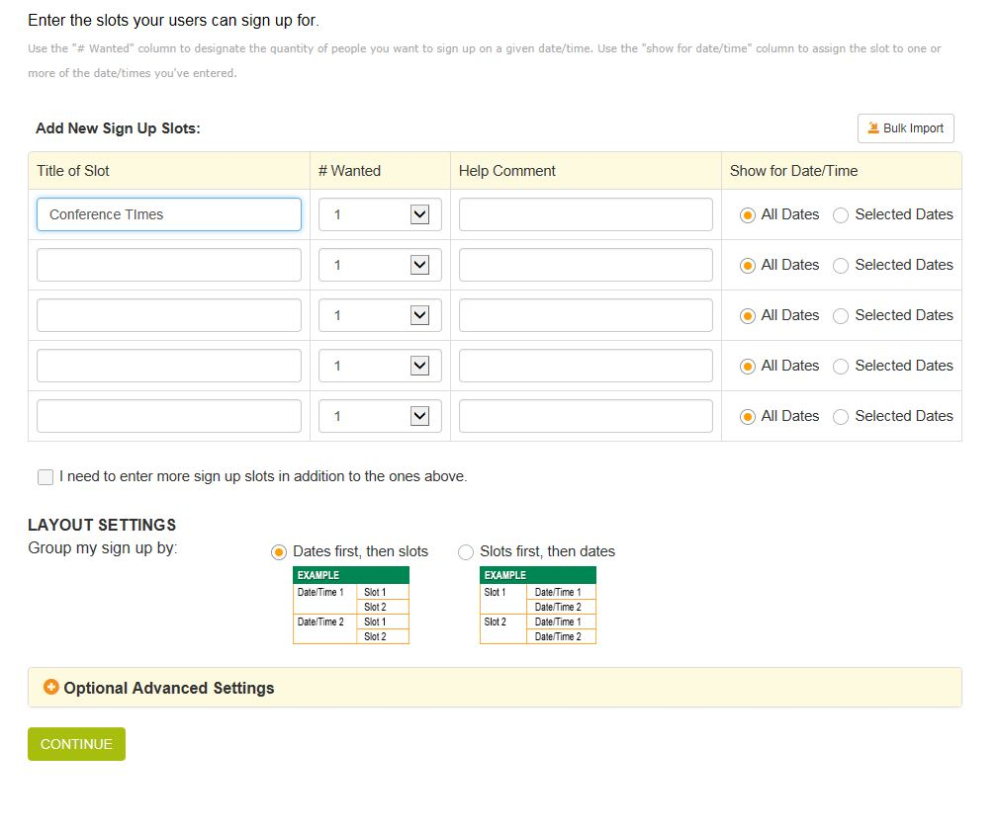 Enter the slots your users can sign up for.
Use the "# Wanted" column to designate the quantity of people you want to sign up on a given date/time. Use the "show for date/time" column to assign the slot to one or
more of the date/times you've entered.
Add New Sign Up Slots:
Bulk Import
Title of Slot # Wanted Help Comment Show for Date/Time
Conference TImes 1 All Dates Selected Dates
1 All Dates Selected Dates
1 All Dates Selected Dates
1 All Dates Selected Dates
1 All Dates Selected Dates
I need to enter more sign up slots in addition to the ones above.
LAYOUT SETTINGS
Group my sign up by:
Dates first, then slots
EXAMPLE
Date/Time 1 Slot 1
Slot 2
Date/Time 2 Slot 1
Slot 2
Slots first, then dates
EXAMPLE
Slot 1 Date/Time 1
Date/Time 2
Slot 2 Date/Time 1
Date/Time 2
Optional Advanced Settings
CONTINUE